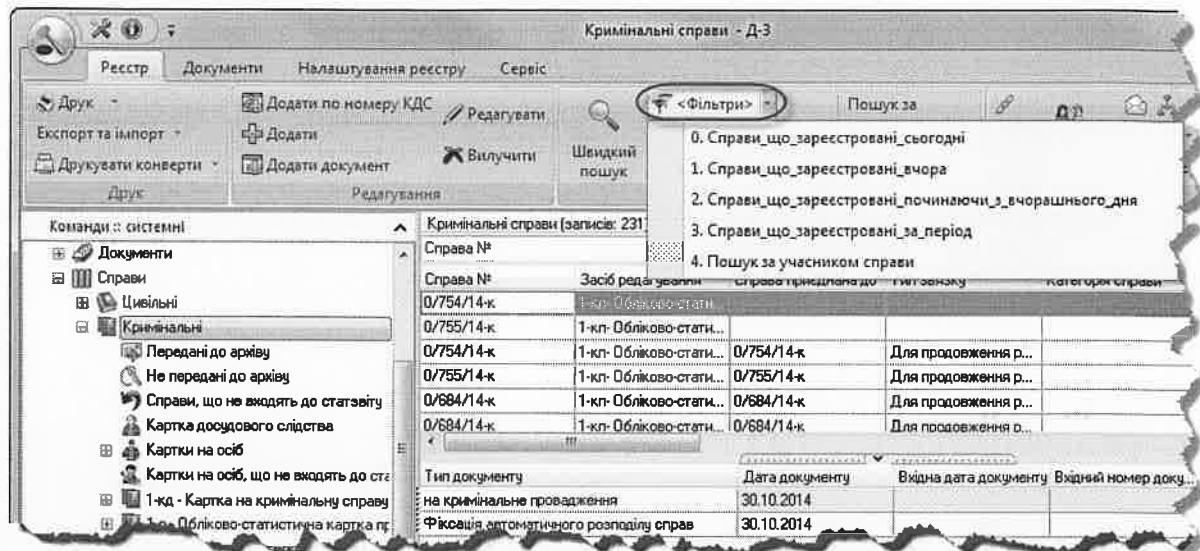 Кримінальні справи - Д-3
Реєстр Документи Налаштування реєстру Сервіс
Друк
Експорт та імпорт
Друкувати конверти
Друк
Додати по номеру КДС
Додати
Додати документ
Редагувати
Вилучити
Редагування
Швидкий
пошук
<Фільтри>
Пошук за
0. Справи_що_зареєстровані_сьогодні
1. Справи_що_зареєстровані_вчора
2. Справи_що_зареєстровані_починаючи_з_вчорашнього_дня
3. Справи_що_зареєстровані_за_період
4. Пошук за учасником справи
Команди :: системні
Документи
Справи
Цивільні
Кримінальні
Передані до архіву
Не передані до архіву
Справи, що не входять до статзвіту
Картка досудового слідства
Картки на осіб
Картки на осіб, що не входять до ста
1-кд - Картка на кримінальну справу
Обліково-статистична картка пр
Кримінальні справи (записів: 231
Справа №
Справа № Засіб редагування Справа приєднана до Тип зв'язку Категорія справи
0/754/14-к 1-кп- Обліково-стати...
0/755/14-к 1-кп- Обліково-стати...
0/754/14-к 1-кп- Обліково-стати... 0/754/14-к Для продовження р...
0/755/14-к 1-кп- Обліково-стати... 0/754/14-к Для продовження р...
0/684/14-к 1-кп- Обліково-стати... 0/754/14-к Для продовження р...
0/684/14-к 1-кп- Обліково-стати... 0/754/14-к Для продовження р...
Тип документу Дата документу Вхідна дата документу Вхідний номер доку...
на кримінальне провадження 30.10.2014
Фіксація автоматичного розподілу справ 30.10.2014